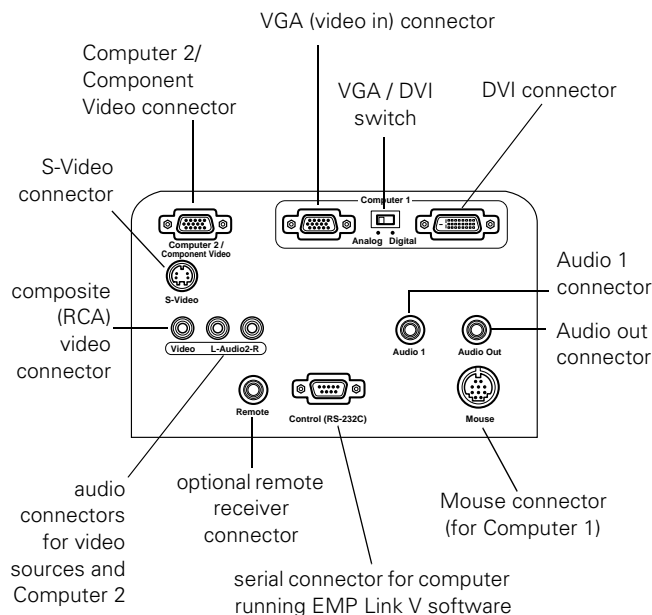 VGA (video in) connector
Computer 2/
Component
Video connector
VGA / DVI
switch
DVI connector
S-Video
connector
Computer 1
Analog Digital
Computer 2 /
Component Video
S-Video
composite
(RCA)
video
connector
Audio 1
connector
Audio out
connector
Video L-Audio2-R
Audio 1
Audio Out
Remote
Control (RS-232C)
Mouse
audio
connectors
for video
sources and
Computer 2
optional remote
receiver
connector
Mouse connector
(for Computer 1)
serial connector for computer
running EMP Link V software